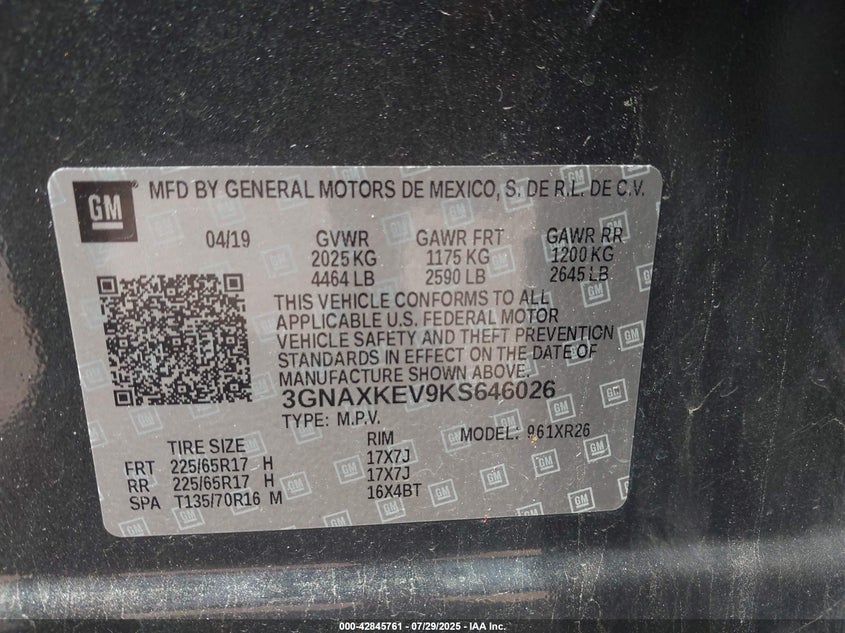 GM
MFD BY GENERAL MOTORS DE MEXICO, S. DE R.L. DE C.V.
04/19 GVWR GAWR FRT GAWR RR
2025 KG 1175 KG 1200 KG
4464 LB 2590 LB 2645 LB
THIS VEHICLE CONFORMS TO ALL
APPLICABLE U.S. FEDERAL MOTOR
VEHICLE SAFETY AND THEFT PREVENTION
STANDARDS IN EFFECT ON THE DATE OF
MANUFACTURE SHOWN ABOVE.
3GNAXKEV9KS646026
TYPE: M.P.V. MODEL: 961XR26
TIRE SIZE RIM
FRT 225/65R17 H 17X7J
RR 225/65R17 H 17X7J
SPA T135/70R16 M 16X4BT
000-42845761 - 07/29/2025 - IAA Inc.